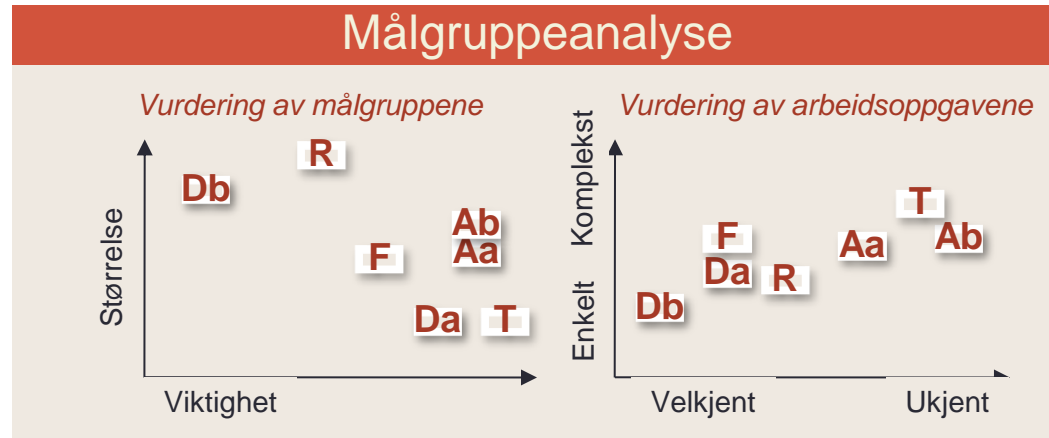 Målgruppeanalyse
Vurdering av målgruppene
Størrelse
R
Db
Ab
Aa
F
Da
T
Viktighet
Vurdering av arbeidsoppgavene
Enkelt Komplekst
T
F
Ab
Aa
Da
R
Db
Velkjent Ukjent